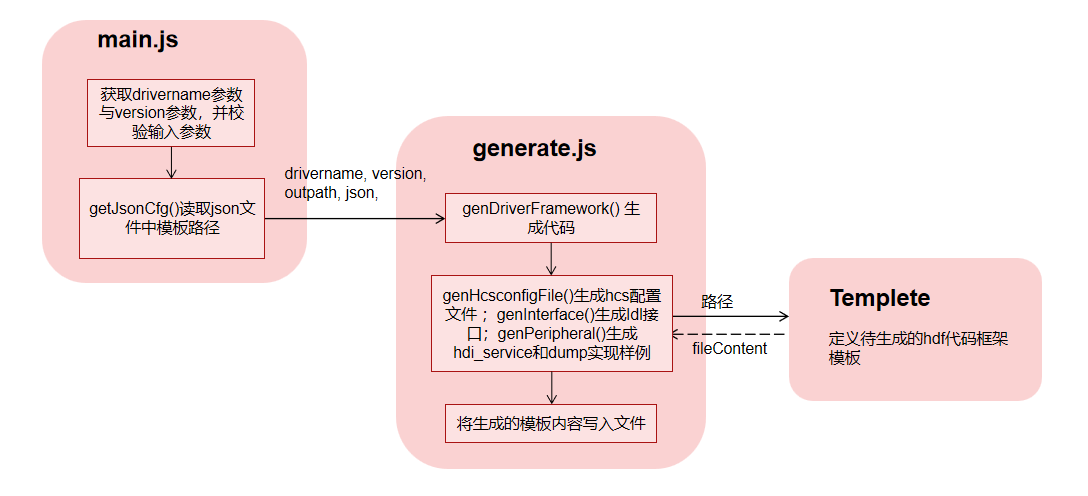 main.js
获取drivername参数
与version参数，并校
验输入参数
getJsonCfg()读取json文
件中模板路径
drivername, version,
outpath, json,
generate.js
genDriverFramework() 生
成代码
genHcsconfigFile()生成hcs配置
文件； genInterface()生成Idl接
口；genPeripheral()生成
hdi_service和dump实现样例
将生成的模板内容写入文件
路径
fileContent
Templete
定义待生成的hdf代码框架
模板